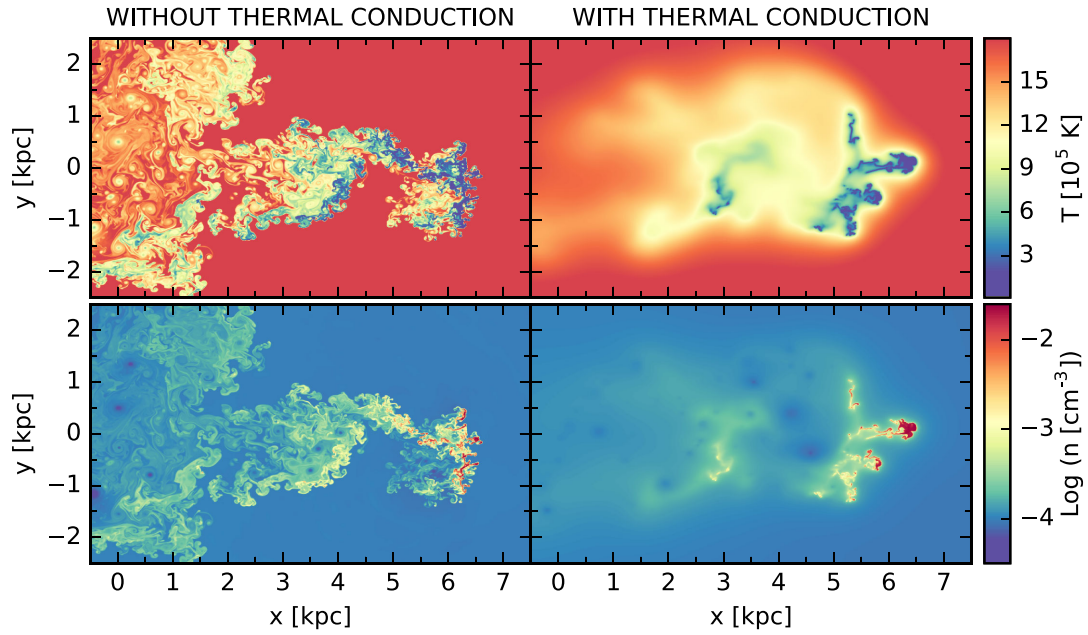 WITHOUT THERMAL CONDUCTION
WITH THERMAL CONDUCTION
2
1
0
−1
−2
y [kpc]
15
12
9
6
3
T [10⁵ K]
2
1
0
−1
−2
y [kpc]
−2
−3
−4
Log (n [cm⁻³])
0 1 2 3 4 5 6 7
0 1 2 3 4 5 6 7
x [kpc]
x [kpc]